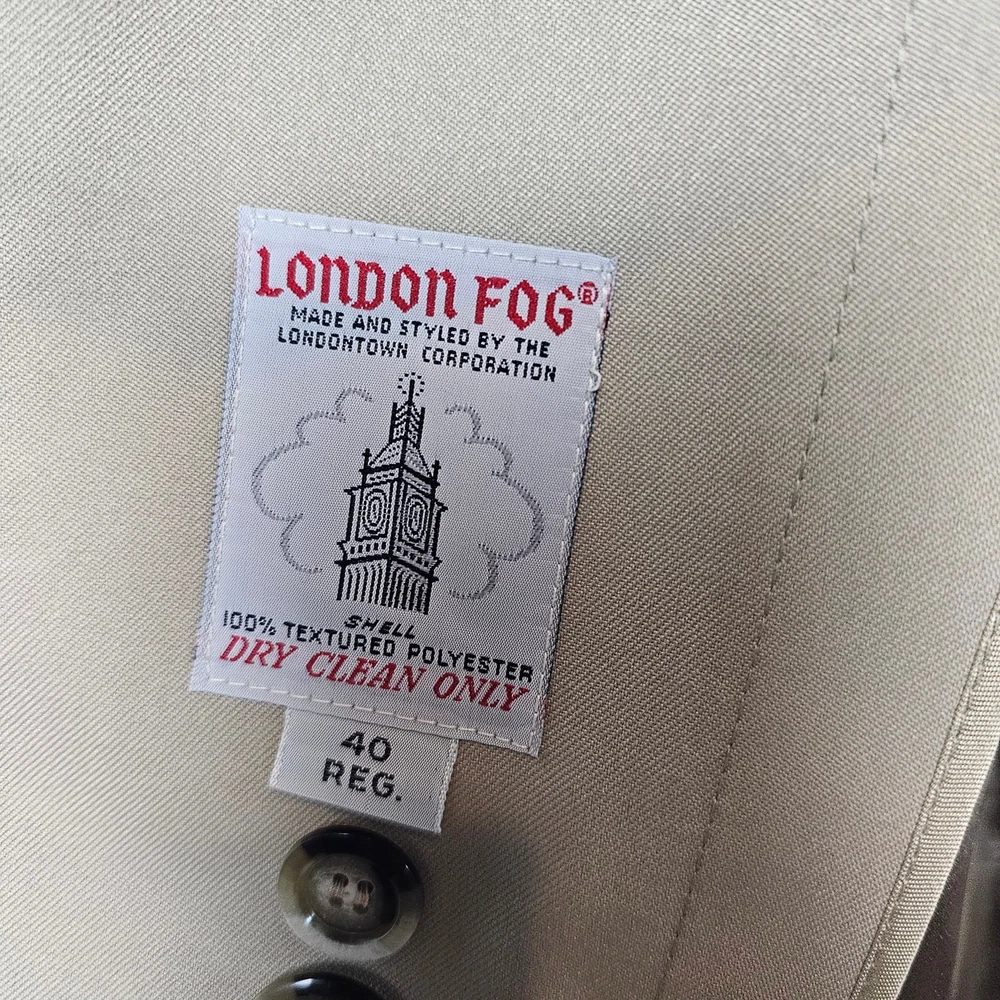 LONDON FOG®
MADE AND STYLED BY THE
LONDONTOWN CORPORATION
SHELL
100% TEXTURED POLYESTER
DRY CLEAN ONLY
40
REG.